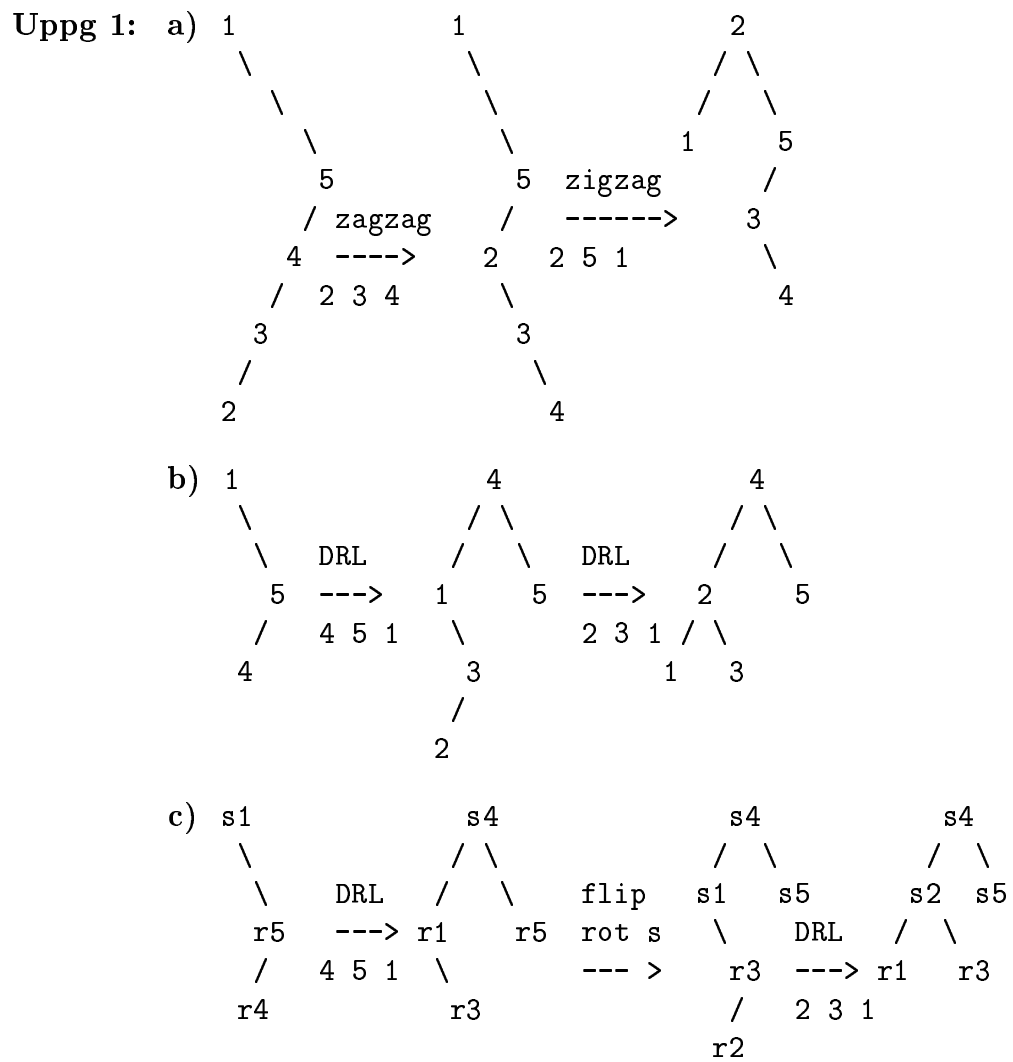 Uppg 1: a) 1 1 2
\ \ / \
\ \ / \
\ \ 1 5
5 5 zigzag /
/ zagzag / ------> 3
4 ----> 2 2 5 1 \
/ 2 3 4 \ 4
3 3
/ \
2 4
b) 1 4 4
\ / \ / \
\ DRL / \ DRL / \
5 ---> 1 5 ---> 2 5
/ 4 5 1 \ 2 3 1 / \
4 3 1 3
/
2
c) s1 s4 s4 s4
\ / \ / \ / \
\ DRL / \ flip s1 s5 s2 s5
r5 ---> r1 r5 rot s \ DRL / \
/ 4 5 1 \ --- > r3 ---> r1 r3
r4 r3 / 2 3 1
r2